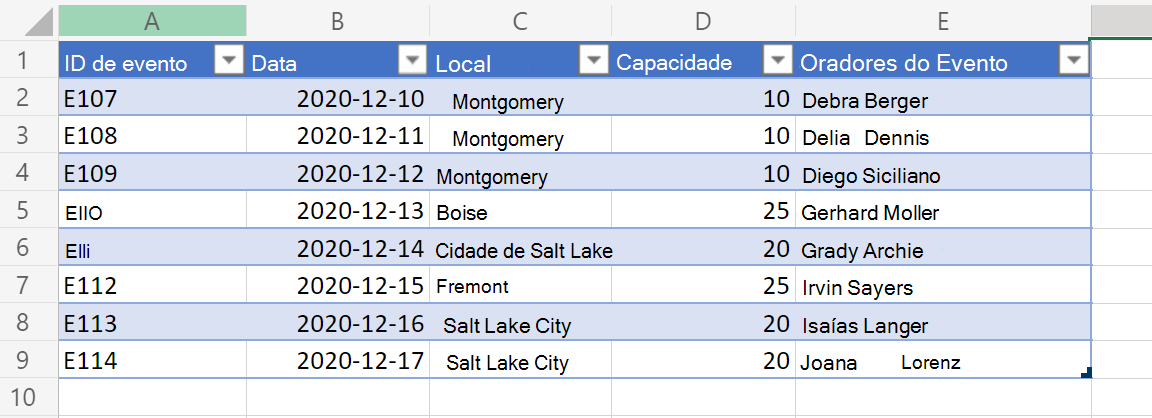 A B C D E
1 ID de evento Data Local Capacidade Oradores do Evento
2 E107 2020-12-10 Montgomery 10 Debra Berger
3 E108 2020-12-11 Montgomery 10 Delia Dennis
4 E109 2020-12-12 Montgomery 10 Diego Siciliano
5 EIIO 2020-12-13 Boise 25 Gerhard Moller
6 Elli 2020-12-14 Cidade de Salt Lake 20 Grady Archie
7 E112 2020-12-15 Fremont 25 Irvin Sayers
8 E113 2020-12-16 Salt Lake City 20 Isaías Langer
9 E114 2020-12-17 Salt Lake City 20 Joana Lorenz
10